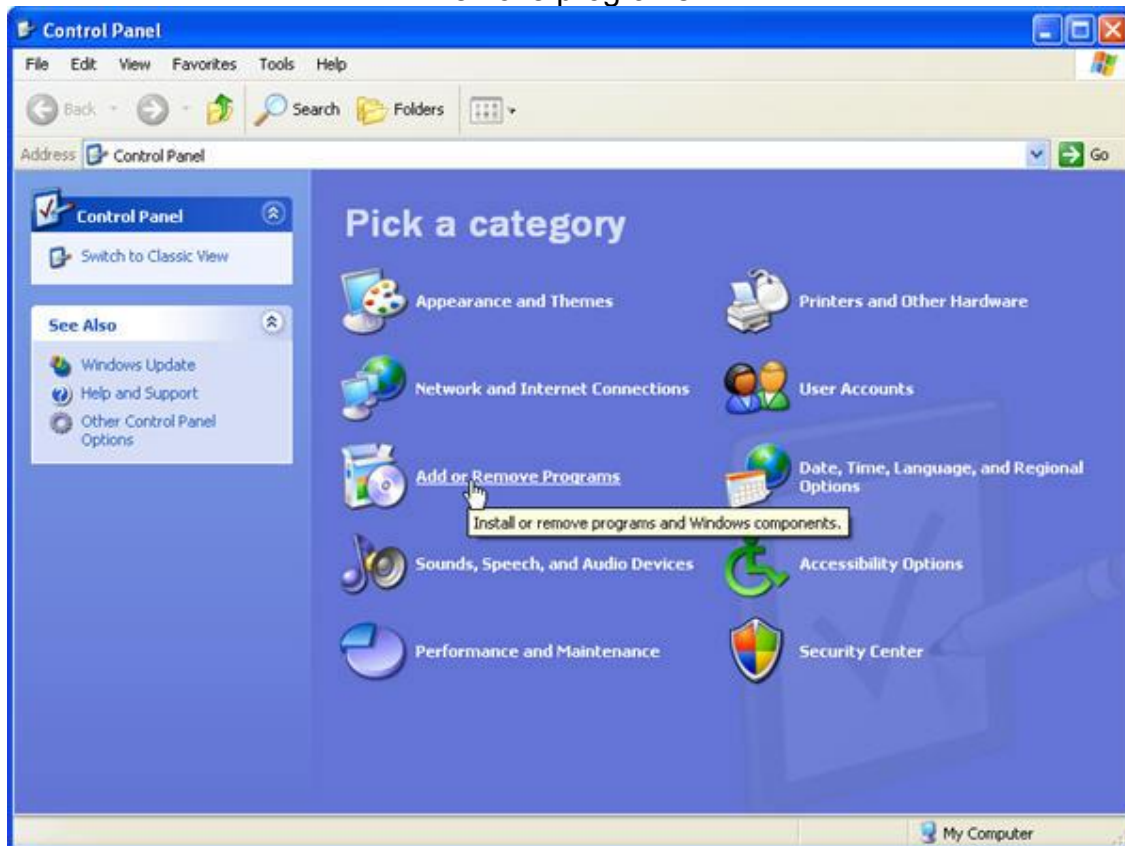 Control Panel
File Edit View Favorites Tools Help
Back Search Folders
Address Control Panel Go
Control Panel
Switch to Classic View
See Also
Windows Update
Help and Support
Other Control Panel
Options
Pick a category
Appearance and Themes
Printers and Other Hardware
Network and Internet Connections
User Accounts
Add or Remove Programs
Date, Time, Language, and Regional
Options
Install or remove programs and Windows components.
Sounds, Speech, and Audio Devices
Accessibility Options
Performance and Maintenance
Security Center
My Computer